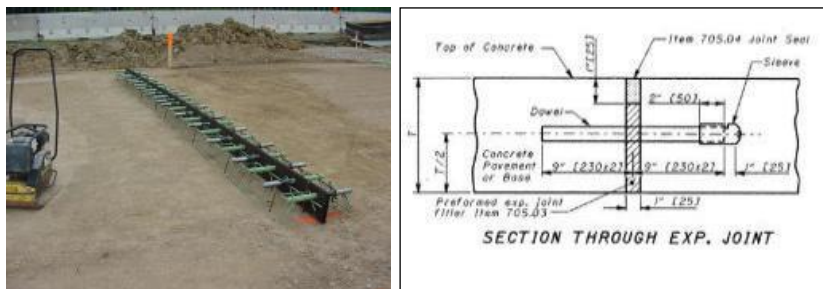 Top of Concrete
Item 705.04 Joint Seal
Sleeve
1" [25]
2" [50]
Dowel
T
T/2
Concrete
Pavement
or Base
9" [230±2]
9" [230±2]
1" [25]
Preformed exp. joint
filler Item 705.03
1" [25]
SECTION THROUGH EXP. JOINT